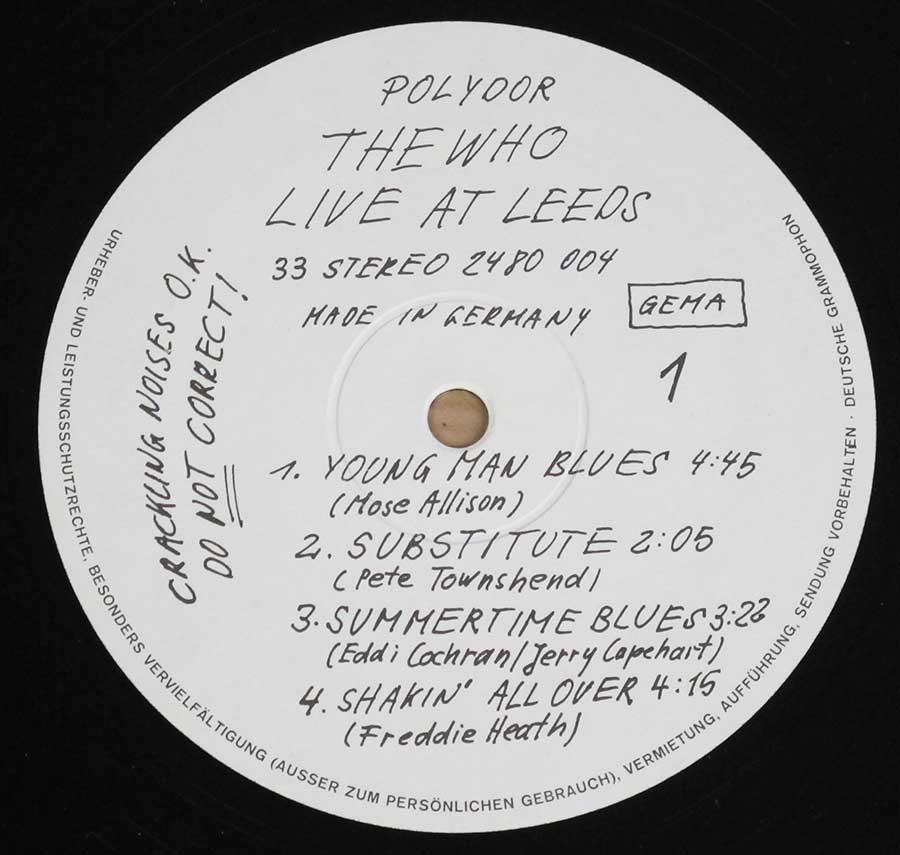 POLYDOR
THE WHO
LIVE AT LEEDS
33 STEREO 2480 004
MADE IN GERMANY
GEMA
1
CRACKLING NOISES O.K.
DO NOT CORRECT!
1. YOUNG MAN BLUES 4:45
(Mose Allison)
2. SUBSTITUTE 2:05
(Pete Townshend)
3. SUMMERTIME BLUES 3:22
(Eddi Cochran/Jerry Capehart)
4. SHAKIN' ALL OVER 4:15
(Freddie Heath)
URHEBER- UND LEISTUNGSSCHUTZRECHTE, BESONDERS VERVIELFÄLTIGUNG (AUSSER ZUM PERSÖNLICHEN GEBRAUCH), VERMIETUNG, AUFFÜHRUNG, SENDUNG VORBEHALTEN · DEUTSCHE GRAMMOPHON